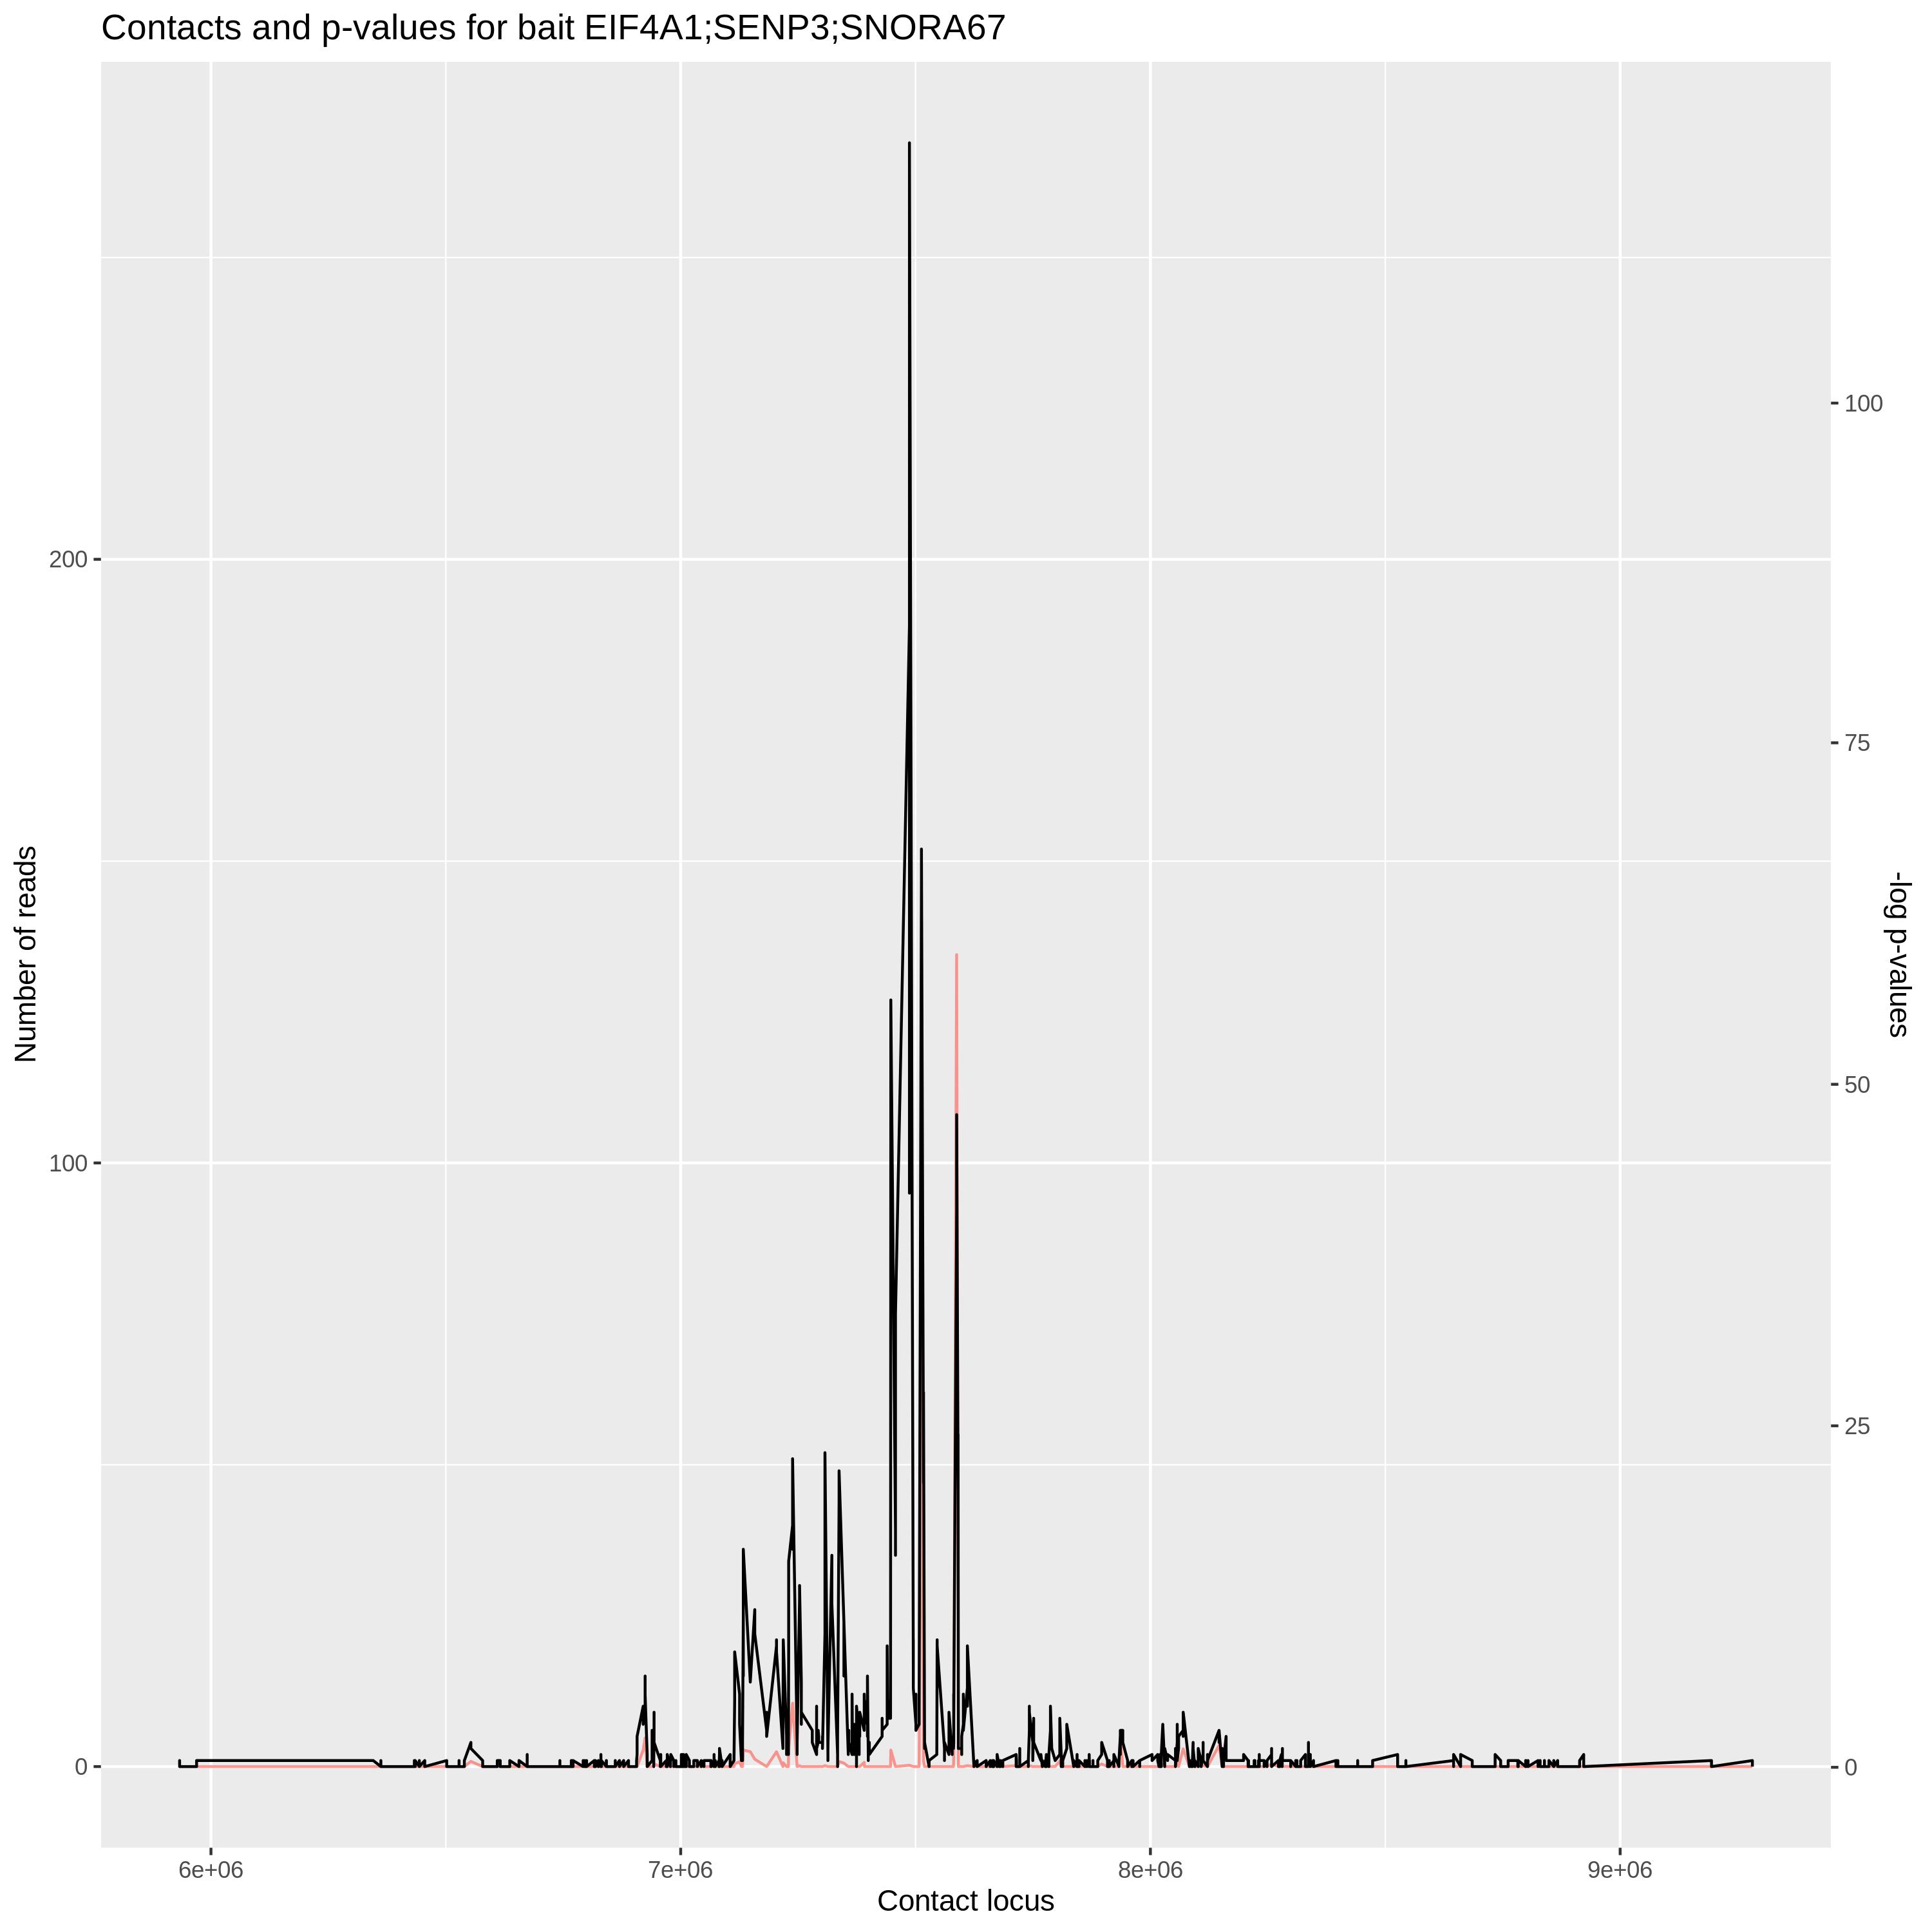 Contacts and p-values for bait EIF4A1;SENP3;SNORA67
Number of reads
200
100
0
100
75
50
25
0
-log p-values
6e+06
7e+06
8e+06
9e+06
Contact locus